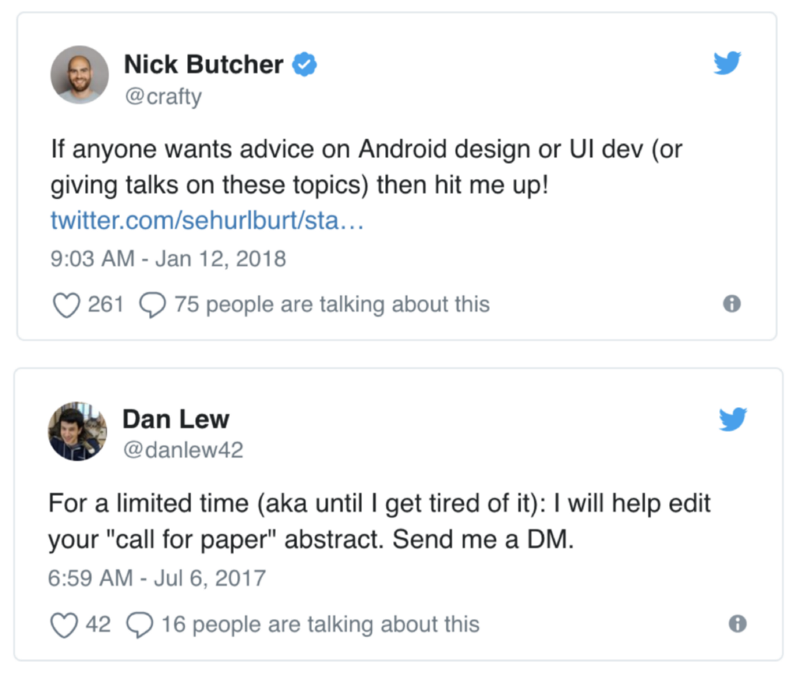 Nick Butcher
@crafty
If anyone wants advice on Android design or UI dev (or
giving talks on these topics) then hit me up!
twitter.com/sehurlburt/sta…
9:03 AM - Jan 12, 2018
261 75 people are talking about this
Dan Lew
@danlew42
For a limited time (aka until I get tired of it): I will help edit
your "call for paper" abstract. Send me a DM.
6:59 AM - Jul 6, 2017
42 16 people are talking about this